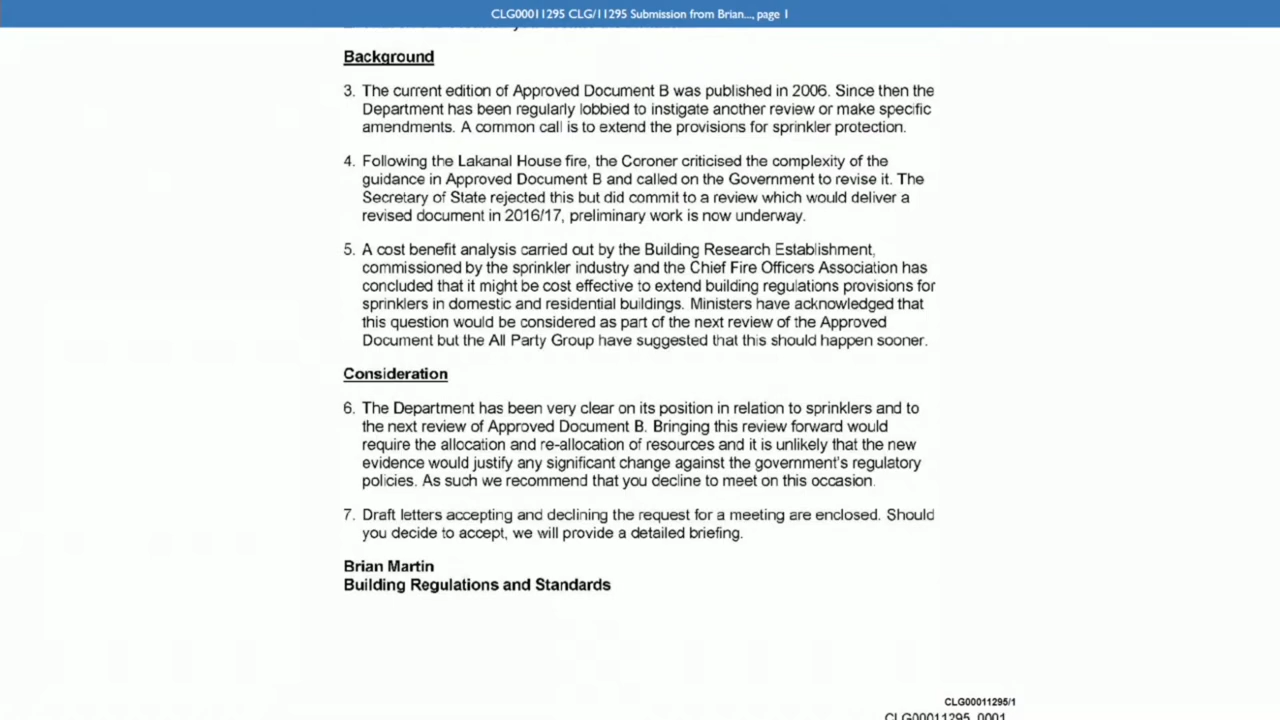 CLG00011295 CLG/11295 Submission from Brian..., page 1
Background
3. The current edition of Approved Document B was published in 2006. Since then the
Department has been regularly lobbied to instigate another review or make specific
amendments. A common call is to extend the provisions for sprinkler protection.
4. Following the Lakanal House fire, the Coroner criticised the complexity of the
guidance in Approved Document B and called on the Government to revise it. The
Secretary of State rejected this but did commit to a review which would deliver a
revised document in 2016/17, preliminary work is now underway.
5. A cost benefit analysis carried out by the Building Research Establishment,
commissioned by the sprinkler industry and the Chief Fire Officers Association has
concluded that it might be cost effective to extend building regulations provisions for
sprinklers in domestic and residential buildings. Ministers have acknowledged that
this question would be considered as part of the next review of the Approved
Document but the All Party Group have suggested that this should happen sooner.
Consideration
6. The Department has been very clear on its position in relation to sprinklers and to
the next review of Approved Document B. Bringing this review forward would
require the allocation and re-allocation of resources and it is unlikely that the new
evidence would justify any significant change against the government's regulatory
policies. As such we recommend that you decline to meet on this occasion.
7. Draft letters accepting and declining the request for a meeting are enclosed. Should
you decide to accept, we will provide a detailed briefing.
Brian Martin
Building Regulations and Standards
CLG00011295/1
CLG00011295_0001